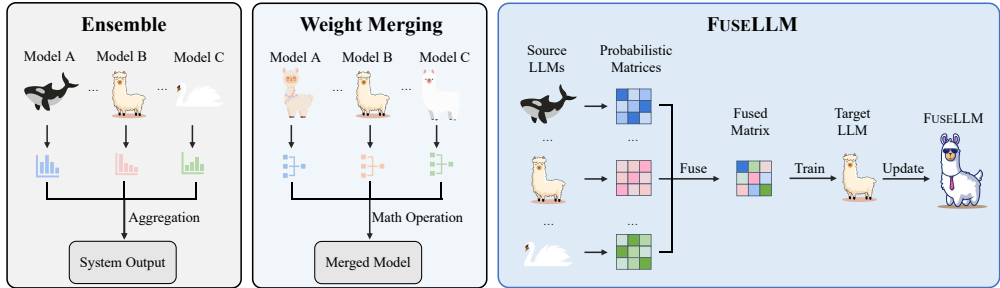 Ensemble
Model A
Model B
Model C
...
...
Aggregation
System Output
Weight Merging
Model A
Model B
Model C
...
...
Math Operation
Merged Model
FUSELLM
Source
LLMs
Probabilistic
Matrices
...
...
...
...
Fuse
Fused
Matrix
Train
Target
LLM
Update
FUSELLM